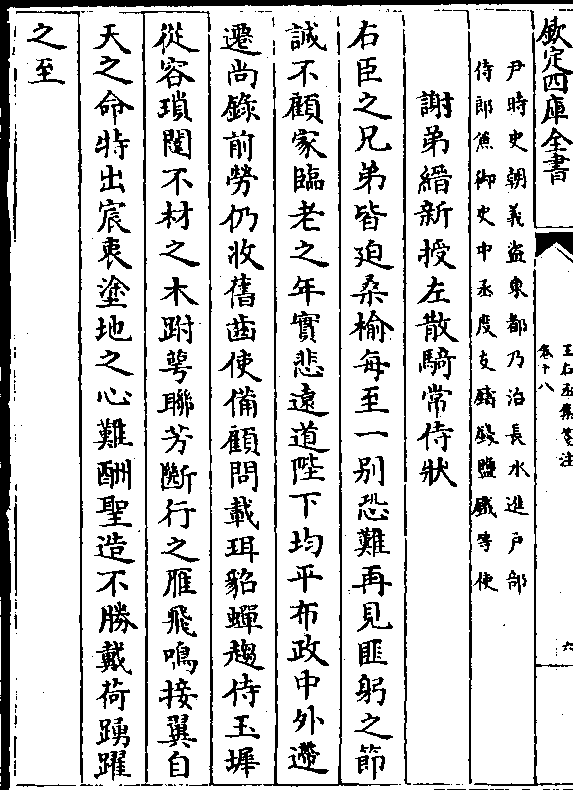 欽定四庫全書
王右丞集箋注
卷十八
六
尹時史朝義盜東都乃治長水進戶部
侍郎兼御史中丞度支鑄錢鹽鐵等使
謝弟縉新授左散騎常侍狀
右臣之兄弟皆迫桑榆每至一別恐難再見匪躬之節
誠不顧家臨老之年實悲遠道陛下均平布政中外遷
遷尚錄前勞仍收舊齒使備顧問載珥貂蟬趨侍玉墀
從容瑣闥不材之木跗萼聯芳斷行之雁飛鳴接翼自
天之命特出宸衷塗地之心難酬聖造不勝戴荷踴躍
之至